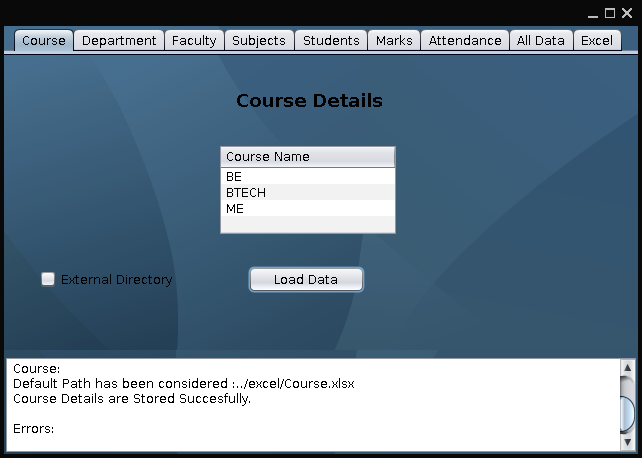 Course Department Faculty Subjects Students Marks Attendance All Data Excel
Course Details
Course Name
BE
BTECH
ME
External Directory Load Data
Course:
Default Path has been considered :../excel/Course.xlsx
Course Details are Stored Succesfully.
Errors: